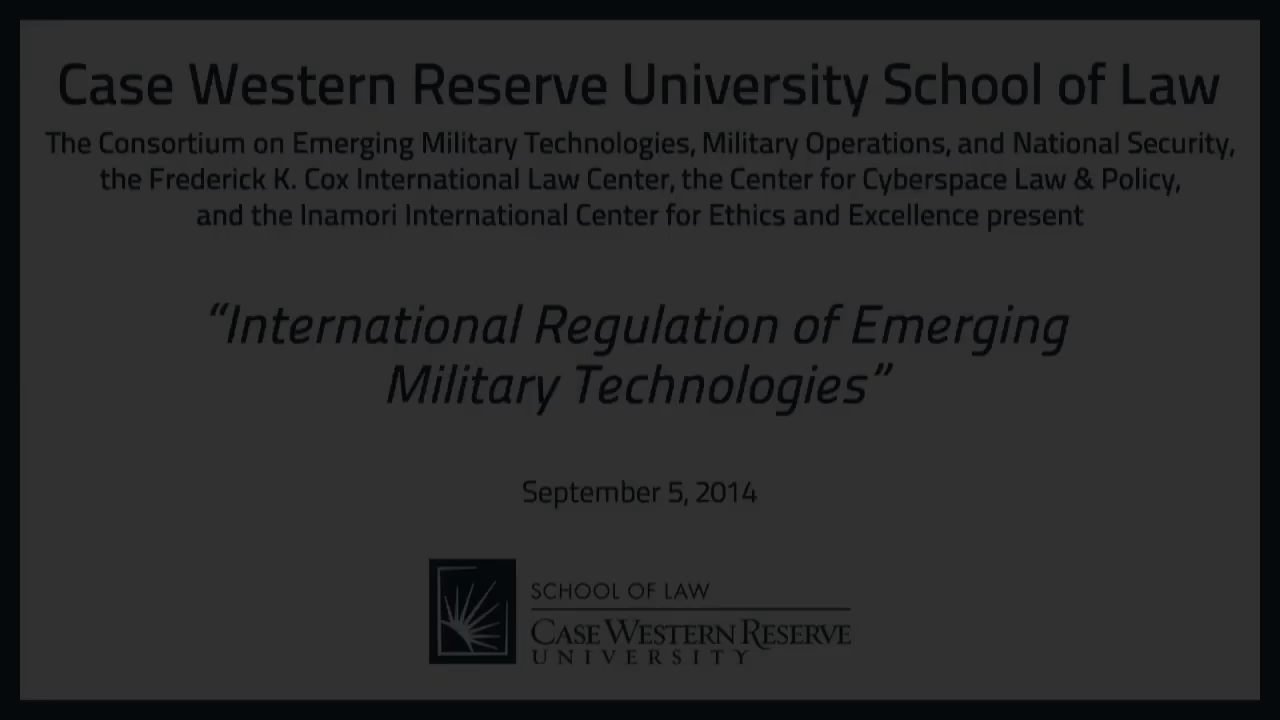 Case Western Reserve University School of Law
The Consortium on Emerging Military Technologies, Military Operations, and National Security,
the Frederick K. Cox International Law Center, the Center for Cyberspace Law & Policy,
and the Inamori International Center for Ethics and Excellence present
“International Regulation of Emerging
Military Technologies”
September 5, 2014
SCHOOL OF LAW
CASE WESTERN RESERVE
UNIVERSITY